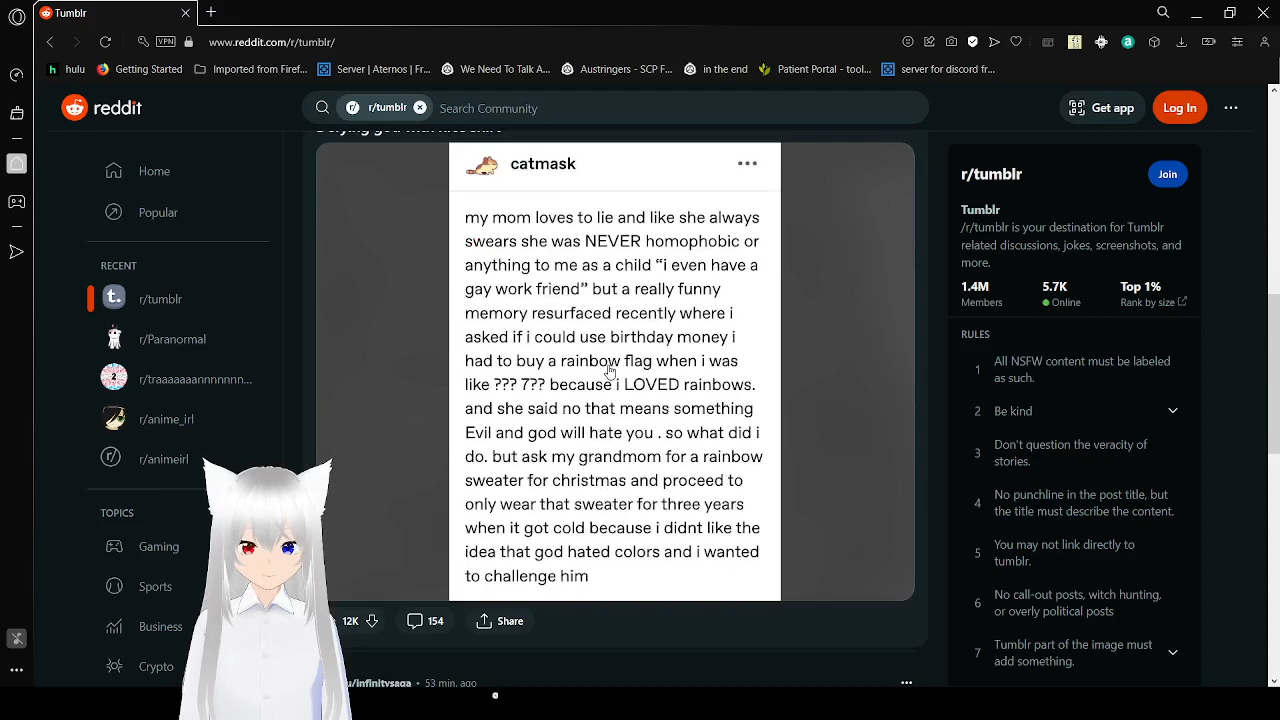 Tumblr
VPN
www.reddit.com/r/tumblr/
hulu
Getting Started
Imported from Firef...
Server | Aternos | Fr...
We Need To Talk A...
Austringers - SCP F...
in the end
Patient Portal - tool...
server for discord fr...
reddit
r/tumblr
Search Community
Get app
Log In
Home
Popular
RECENT
r/tumblr
r/Paranormal
r/traaaaaaannnnnnn...
r/anime_irl
r/animeirl
TOPICS
Gaming
Sports
Business
Crypto
Defying god with nice shirt
catmask
my mom loves to lie and like she always
swears she was NEVER homophobic or
anything to me as a child “i even have a
gay work friend” but a really funny
memory resurfaced recently where i
asked if i could use birthday money i
had to buy a rainbow flag when i was
like ??? 7?? because i LOVED rainbows.
and she said no that means something
Evil and god will hate you . so what did i
do. but ask my grandmom for a rainbow
sweater for christmas and proceed to
only wear that sweater for three years
when it got cold because i didnt like the
idea that god hated colors and i wanted
to challenge him
12K
154
Share
u/infinitysaga • 53 min. ago
r/tumblr
Join
Tumblr
/r/tumblr is your destination for Tumblr
related discussions, jokes, screenshots, and
more.
1.4M
5.7K
Top 1%
Members
Online
Rank by size
RULES
1
All NSFW content must be labeled
as such.
2
Be kind
3
Don't question the veracity of
stories.
4
No punchline in the post title, but
the title must describe the content.
5
You may not link directly to
tumblr.
6
No call-out posts, witch hunting,
or overly political posts
7
Tumblr part of the image must
add something.